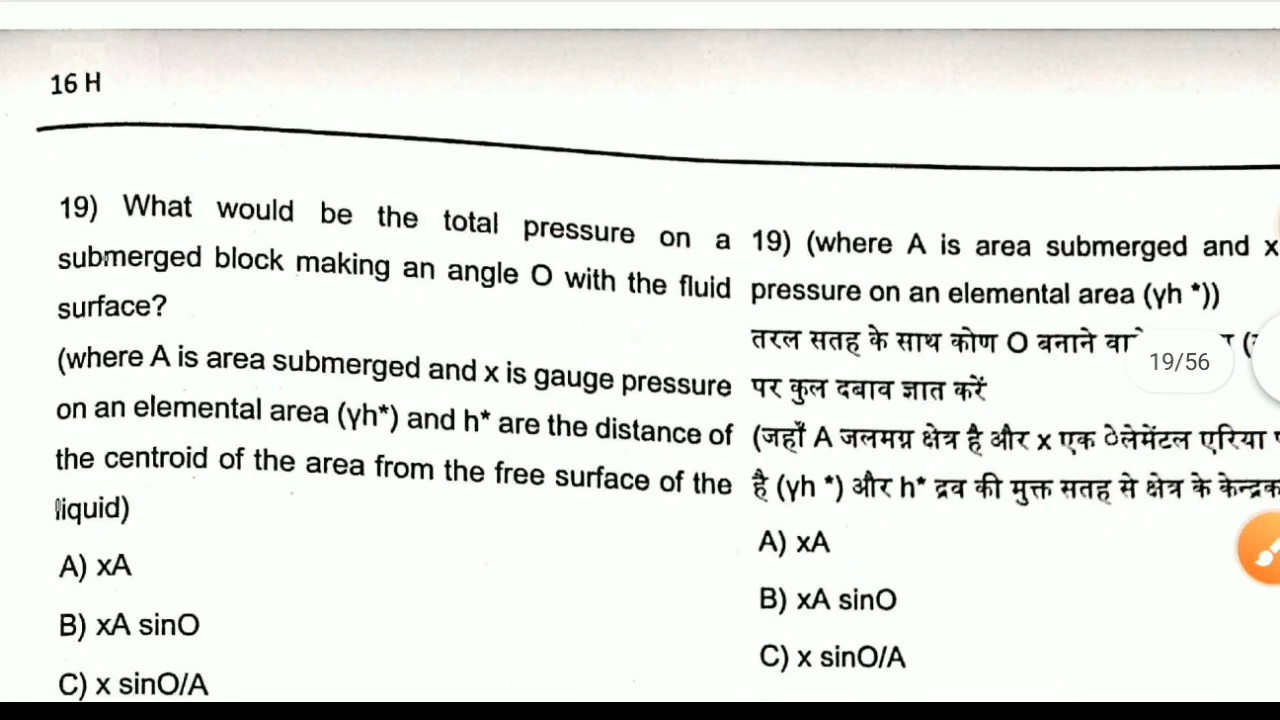 16 H
19) What would be the total pressure on a
submerged block making an angle O with the fluid
surface?
(where A is area submerged and x is gauge pressure
on an elemental area (γh*) and h* are the distance of
the centroid of the area from the free surface of the
liquid)
A) xA
B) xA sinO
C) x sinO/A
19) (where A is area submerged and x
pressure on an elemental area (γh *))
तरल सतह के साथ कोण O बनाने
पर कुल दबाव ज्ञात करें
(जहाँ A जलमग्न क्षेत्र है और x एक ठेलेमेंटल एरिया
है (γh *) और h* द्रव की मुक्त सतह से क्षेत्र के केन्द्रक
A) xA
B) xA sinO
C) x sinO/A
19/56